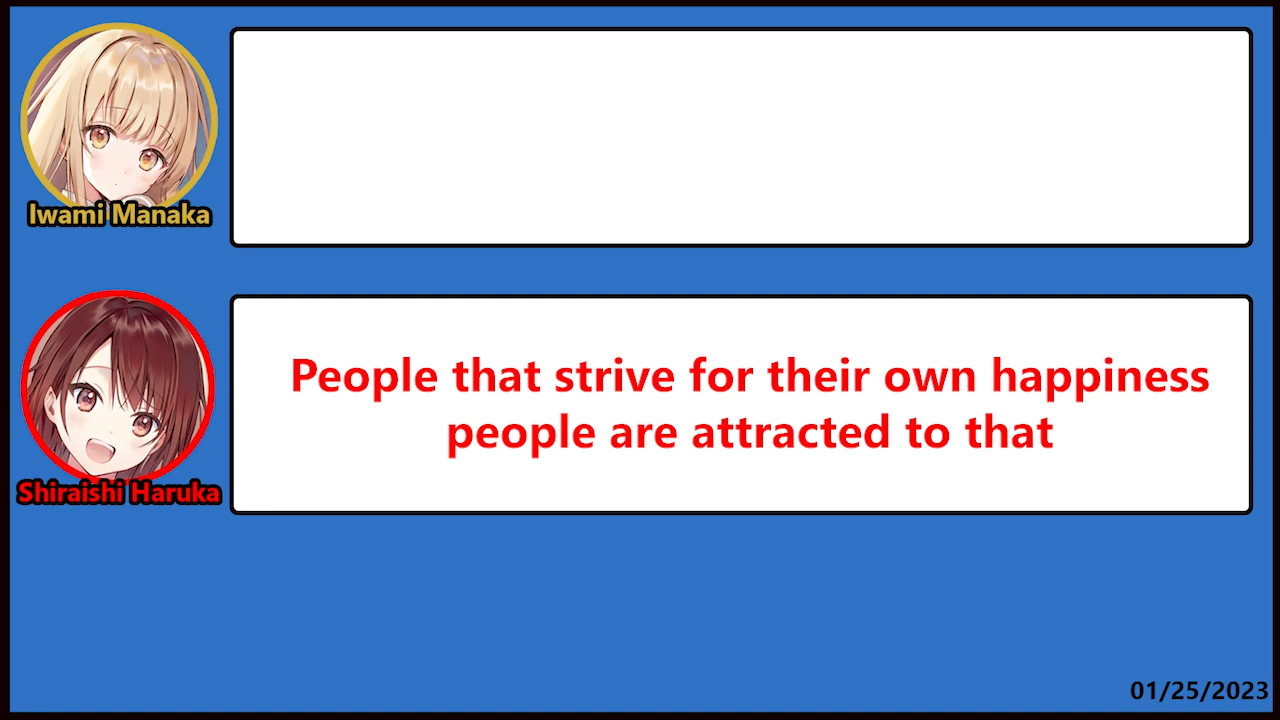 Iwami Manaka
People that strive for their own happiness
people are attracted to that
Shiraishi Haruka
01/25/2023